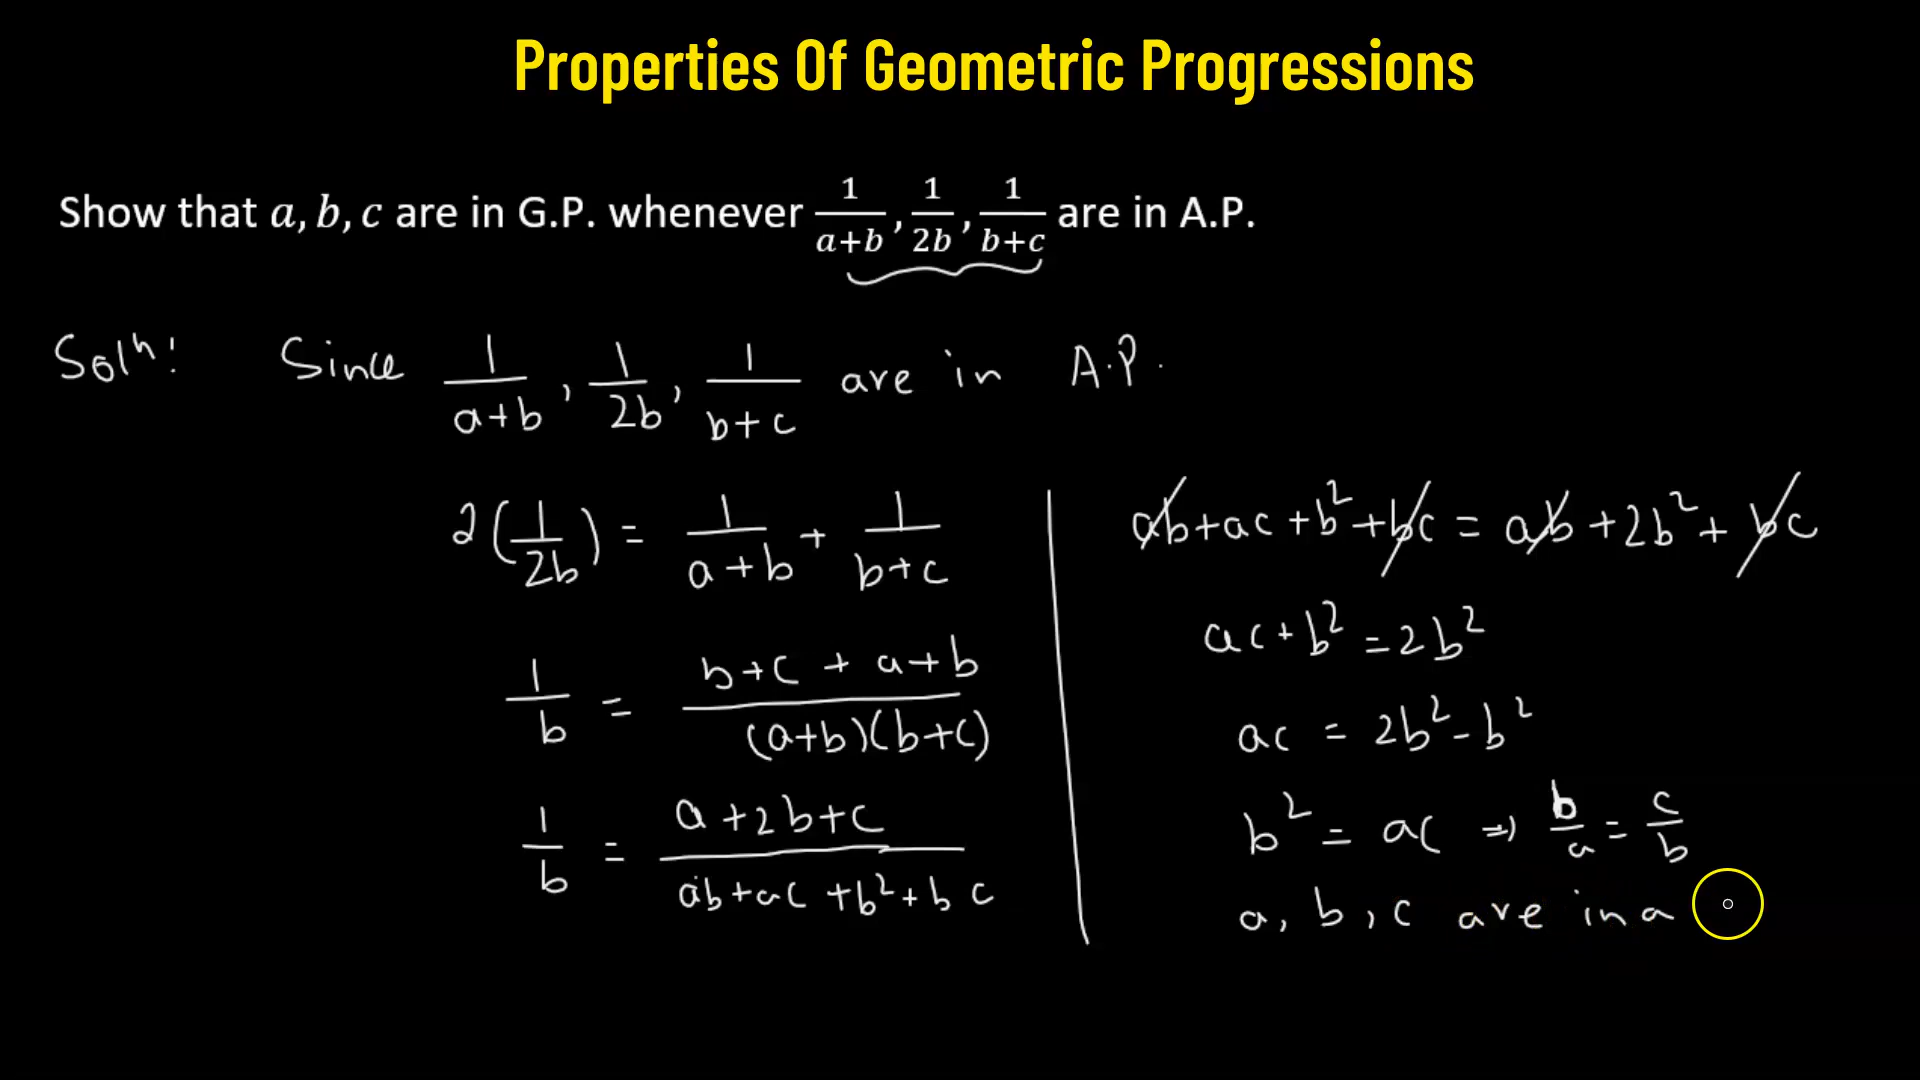 Properties Of Geometric Progressions
Show that a, b, c are in G.P. whenever 1/(a+b), 1/2b, 1/(b+c) are in A.P.
Soln: Since 1/(a+b), 1/2b, 1/(b+c) are in A.P.
2(1/2b) = 1/(a+b) + 1/(b+c)
1/b = (b+c + a+b)/((a+b)(b+c))
1/b = (a+2b+c)/(ab+ac+b²+bc)
ab+ac+b²+bc = ab+2b²+bc
ac+b² = 2b²
ac = 2b²-b²
b² = ac ⇒ b/a = c/b
a, b, c are in a